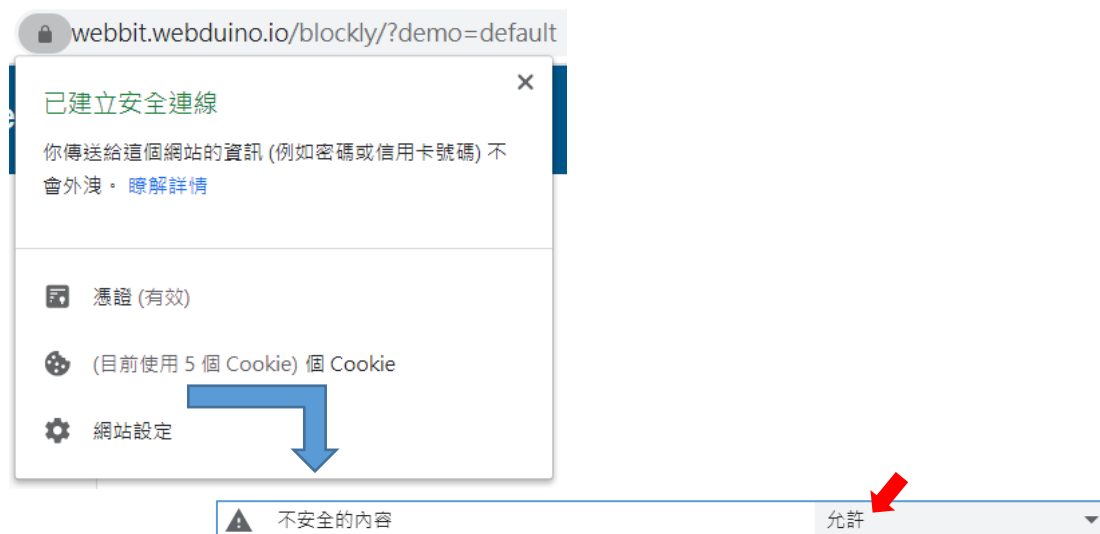 webbit.webduino.io/blockly/?demo=default
已建立安全連線
你傳送給這個網站的資訊 (例如密碼或信用卡號碼) 不
會外洩。 瞭解詳情
憑證 (有效)
(目前使用 5 個 Cookie) 個 Cookie
網站設定
不安全的內容 允許